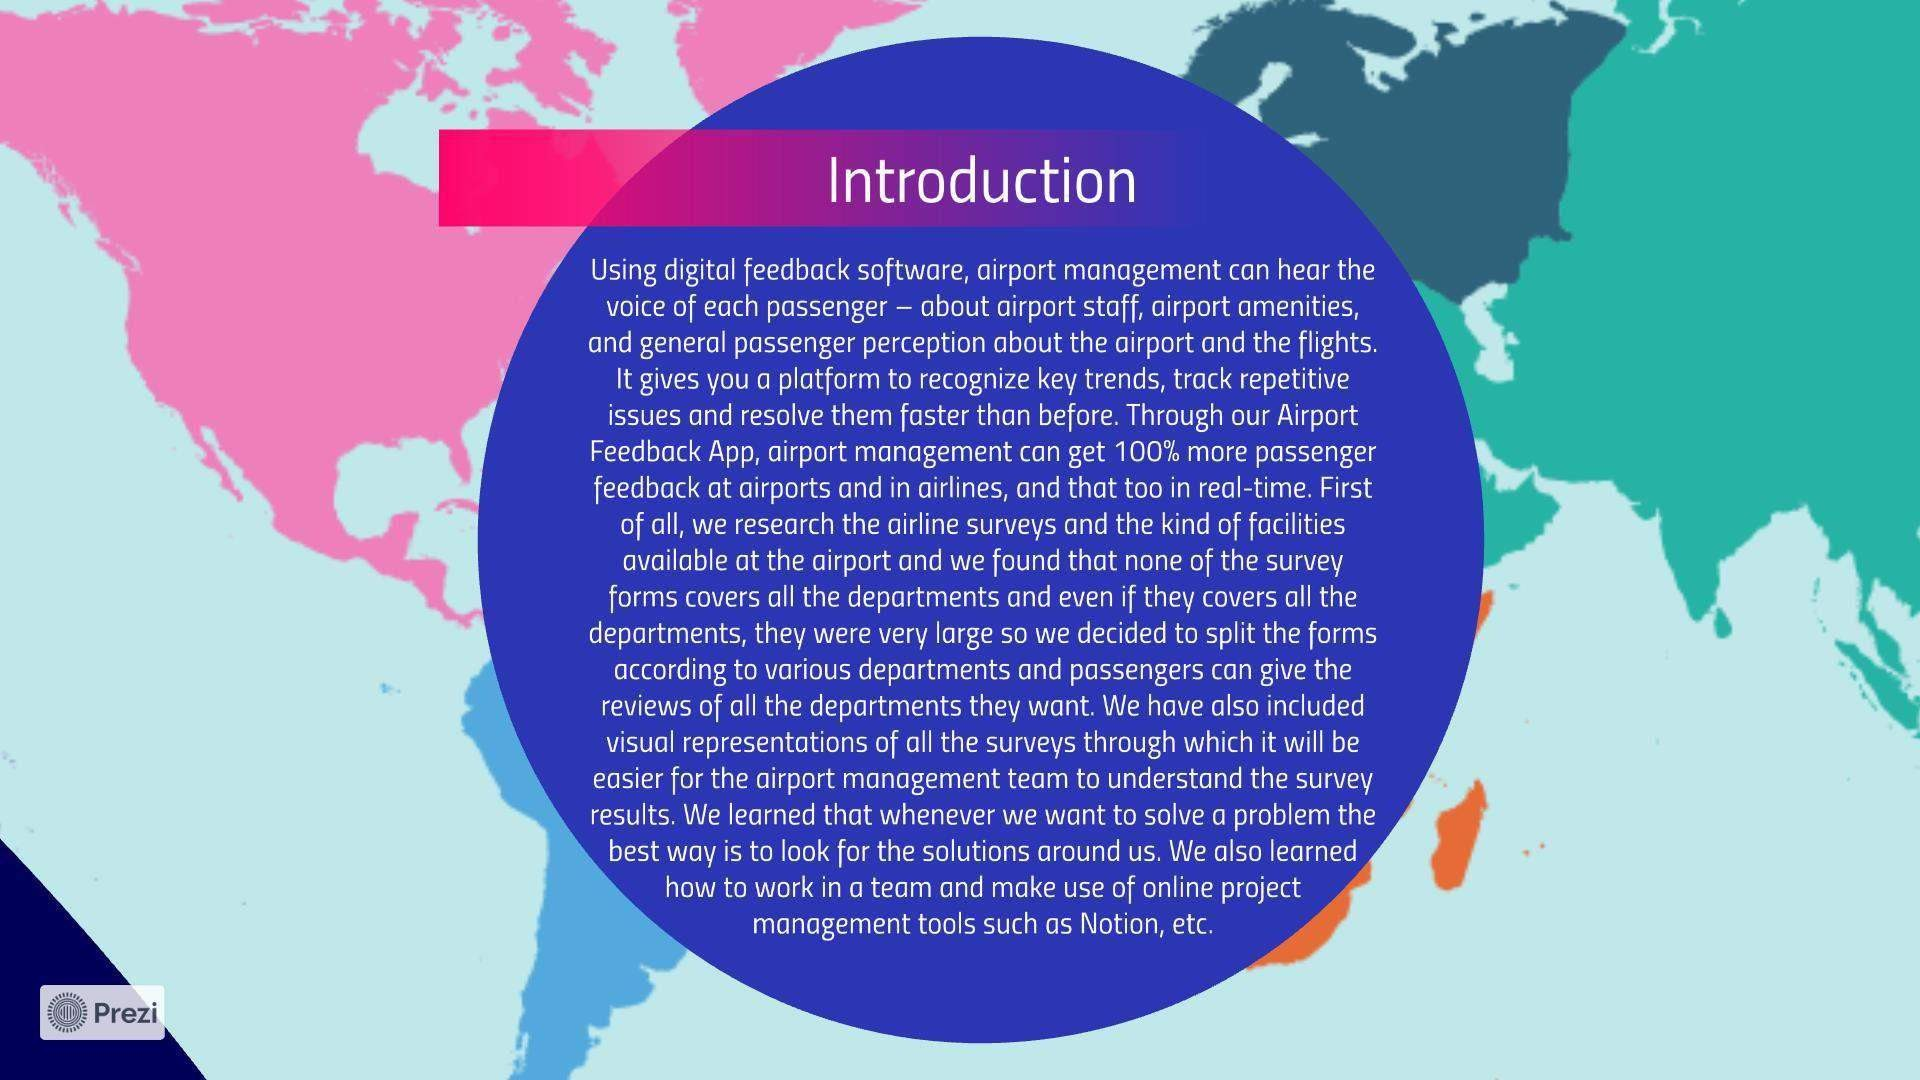 Introduction
Using digital feedback software, airport management can hear the
voice of each passenger – about airport staff, airport amenities,
and general passenger perception about the airport and the flights.
It gives you a platform to recognize key trends, track repetitive
issues and resolve them faster than before. Through our Airport
Feedback App, airport management can get 100% more passenger
feedback at airports and in airlines, and that too in real-time. First
of all, we research the airline surveys and the kind of facilities
available at the airport and we found that none of the survey
forms covers all the departments and even if they covers all the
departments, they were very large so we decided to split the forms
according to various departments and passengers can give the
reviews of all the departments they want. We have also included
visual representations of all the surveys through which it will be
easier for the airport management team to understand the survey
results. We learned that whenever we want to solve a problem the
best way is to look for the solutions around us. We also learned
how to work in a team and make use of online project
management tools such as Notion, etc.
Prezi